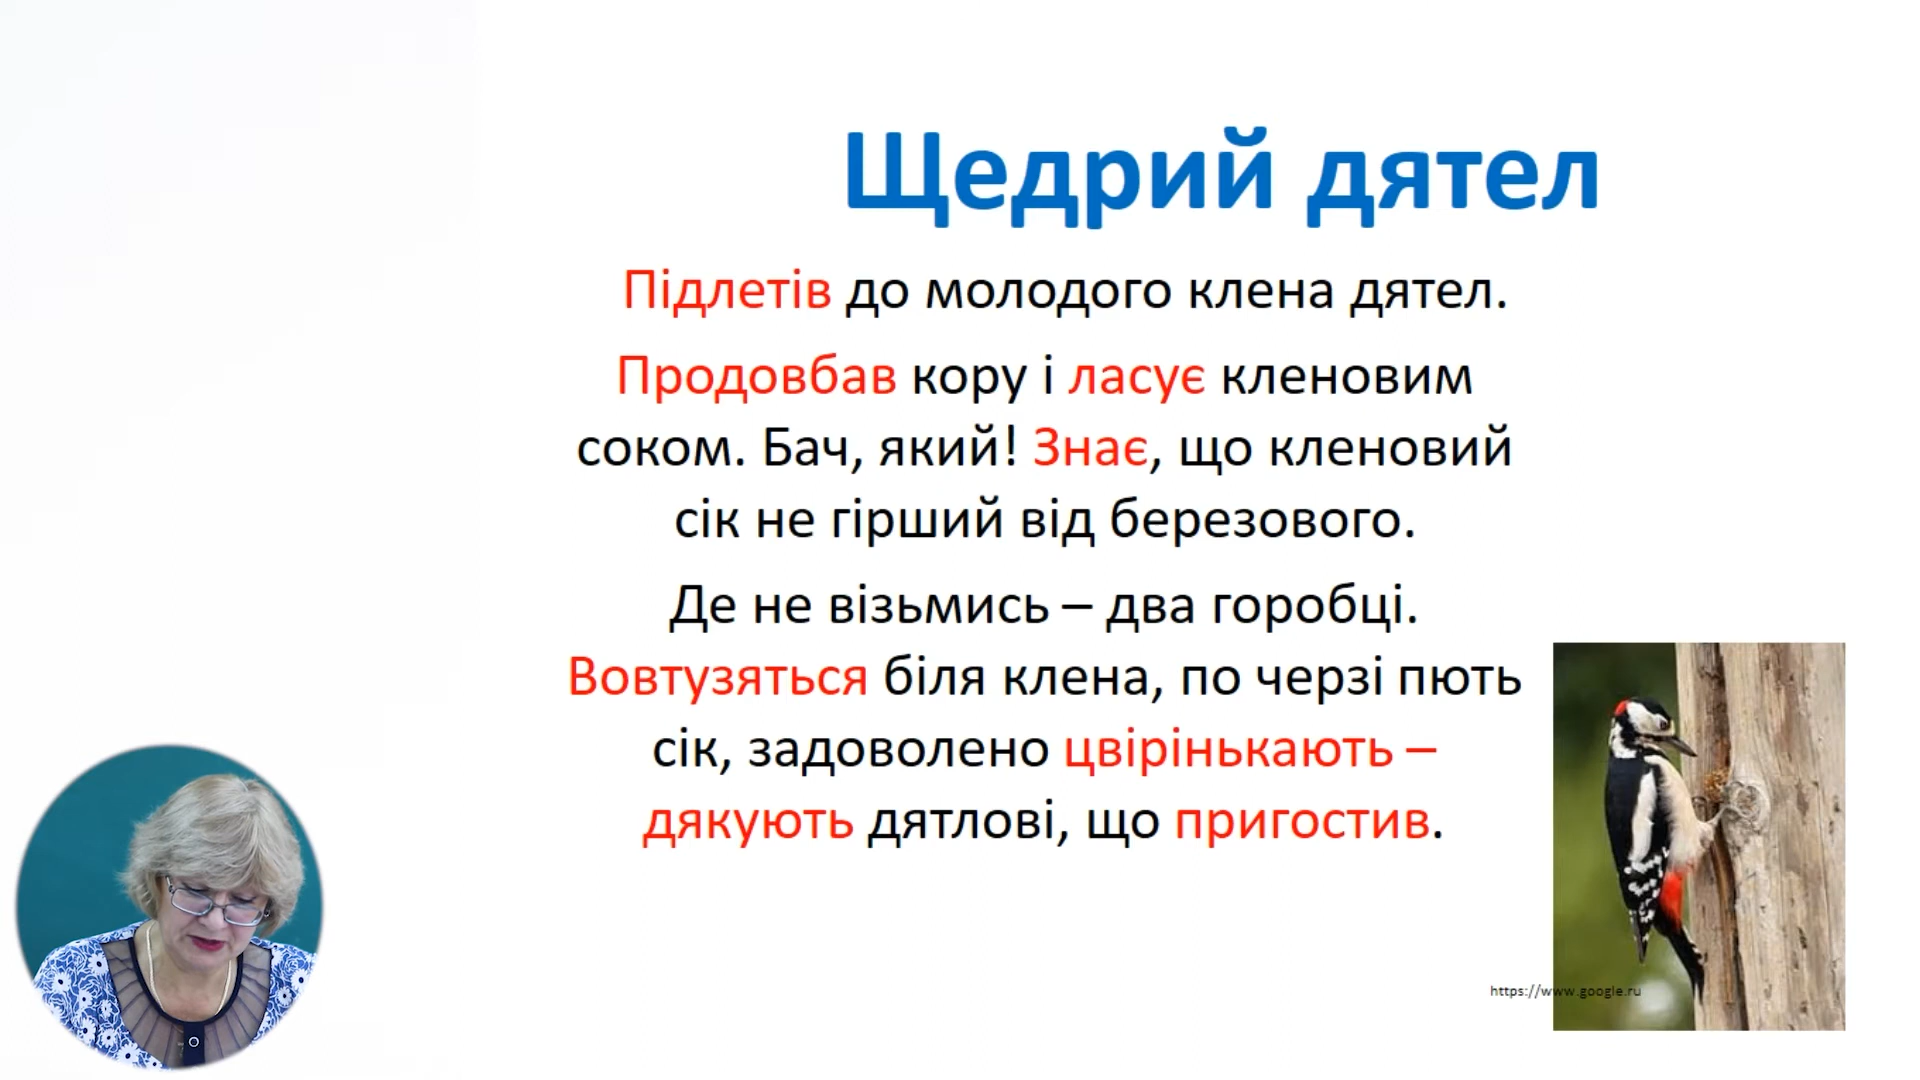 Щедрий дятел
Підлетів до молодого клена дятел.
Продовбав кору і ласує кленовим
соком. Бач, який! Знає, що кленовий
сік не гірший від березового.
Де не візьмись – два горобці.
Вовтузяться біля клена, по черзі пють
сік, задоволено цвірінькають –
дякують дятлові, що пригостив.
https://www.google.ru